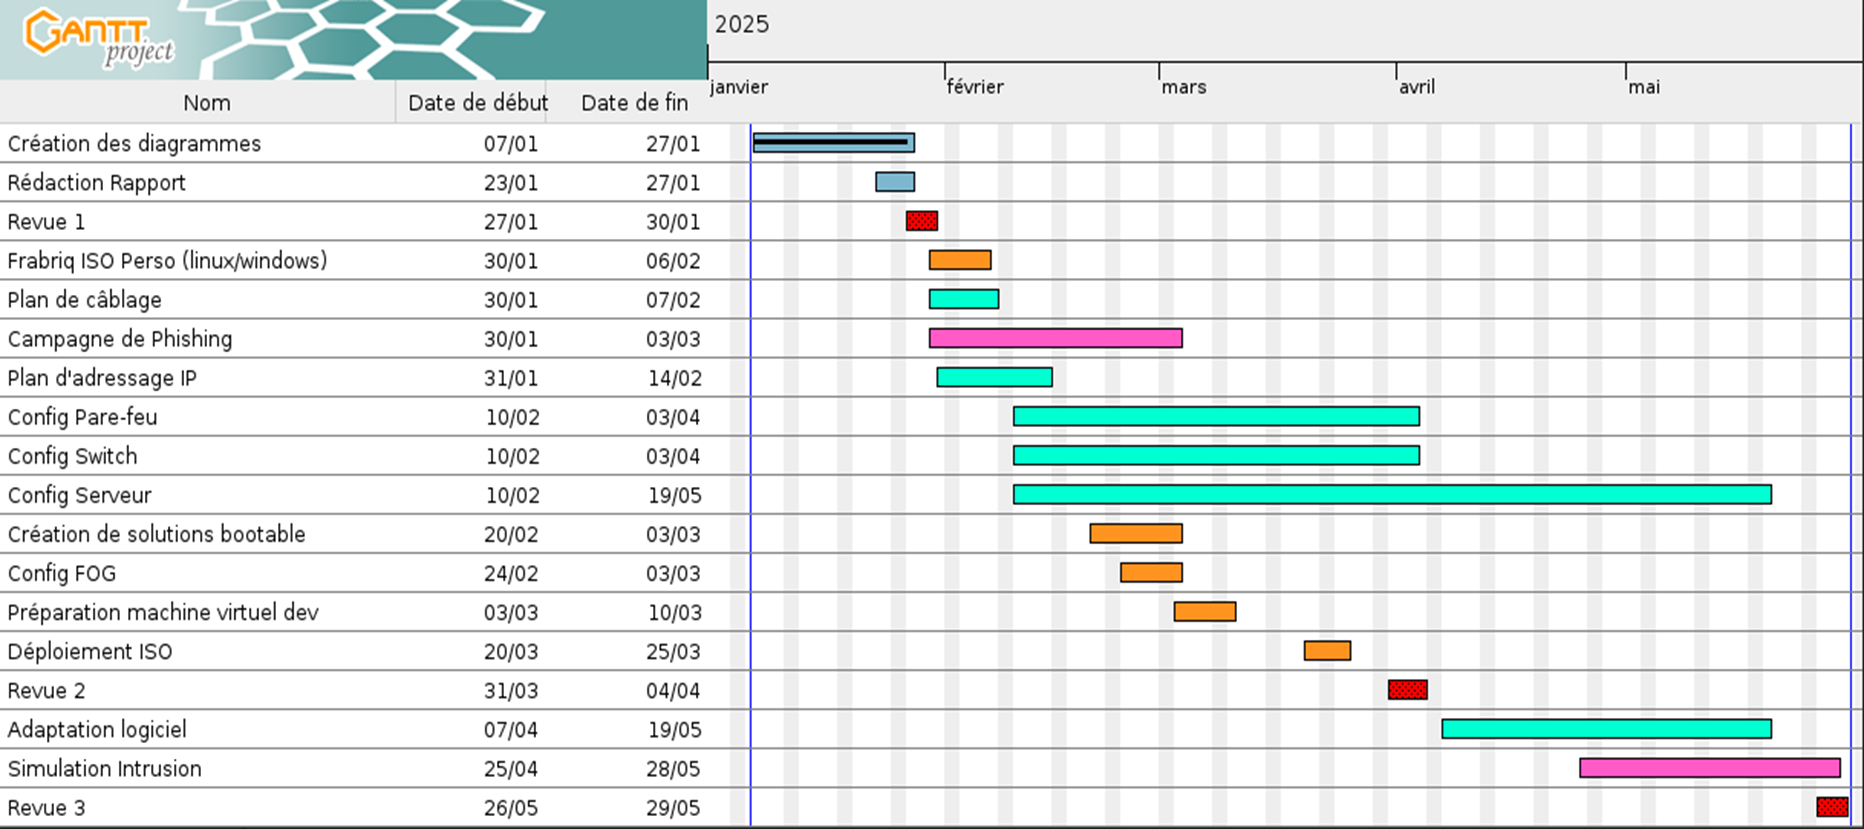 GANTT project
2025
janvier février mars avril mai
Nom Date de début Date de fin
Création des diagrammes 07/01 27/01
Rédaction Rapport 23/01 27/01
Revue 1 27/01 30/01
Frabriq ISO Perso (linux/windows) 30/01 06/02
Plan de câblage 30/01 07/02
Campagne de Phishing 30/01 03/03
Plan d'adressage IP 31/01 14/02
Config Pare-feu 10/02 03/04
Config Switch 10/02 03/04
Config Serveur 10/02 19/05
Création de solutions bootable 20/02 03/03
Config FOG 24/02 03/03
Préparation machine virtuel dev 03/03 10/03
Déploiement ISO 20/03 25/03
Revue 2 31/03 04/04
Adaptation logiciel 07/04 19/05
Simulation Intrusion 25/04 28/05
Revue 3 26/05 29/05